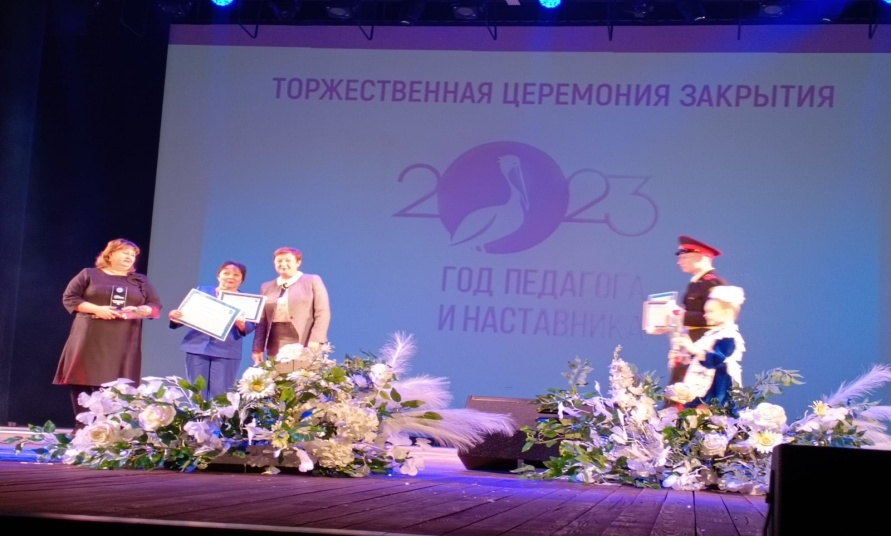 ТОРЖЕСТВЕННАЯ ЦЕРЕМОНИЯ ЗАКРЫТИЯ
2023
ГОД ПЕДАГОГА
И НАСТАВНИКА